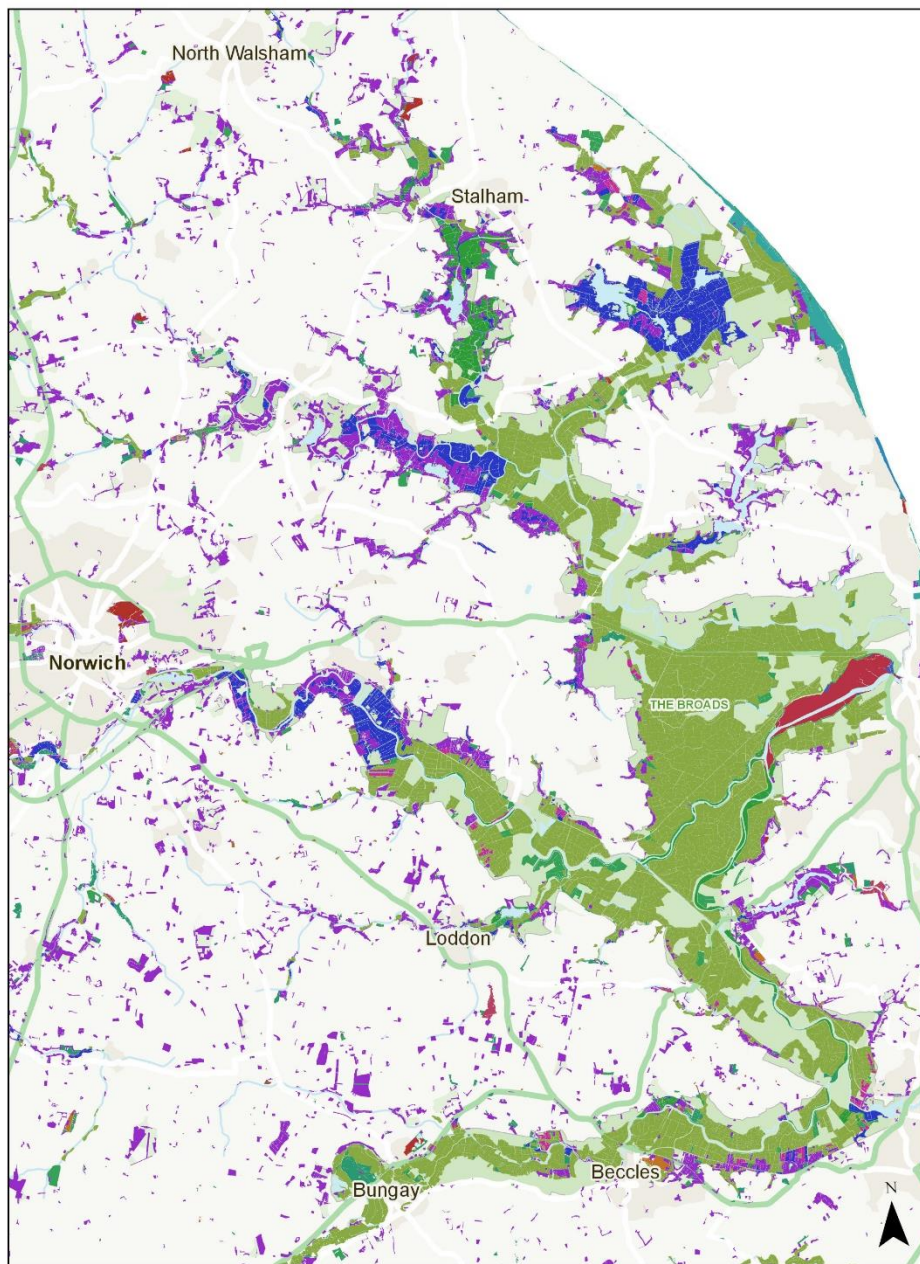 North Walsham
Stalham
Norwich
THE BROADS
Loddon
Beccles
Bungay
N